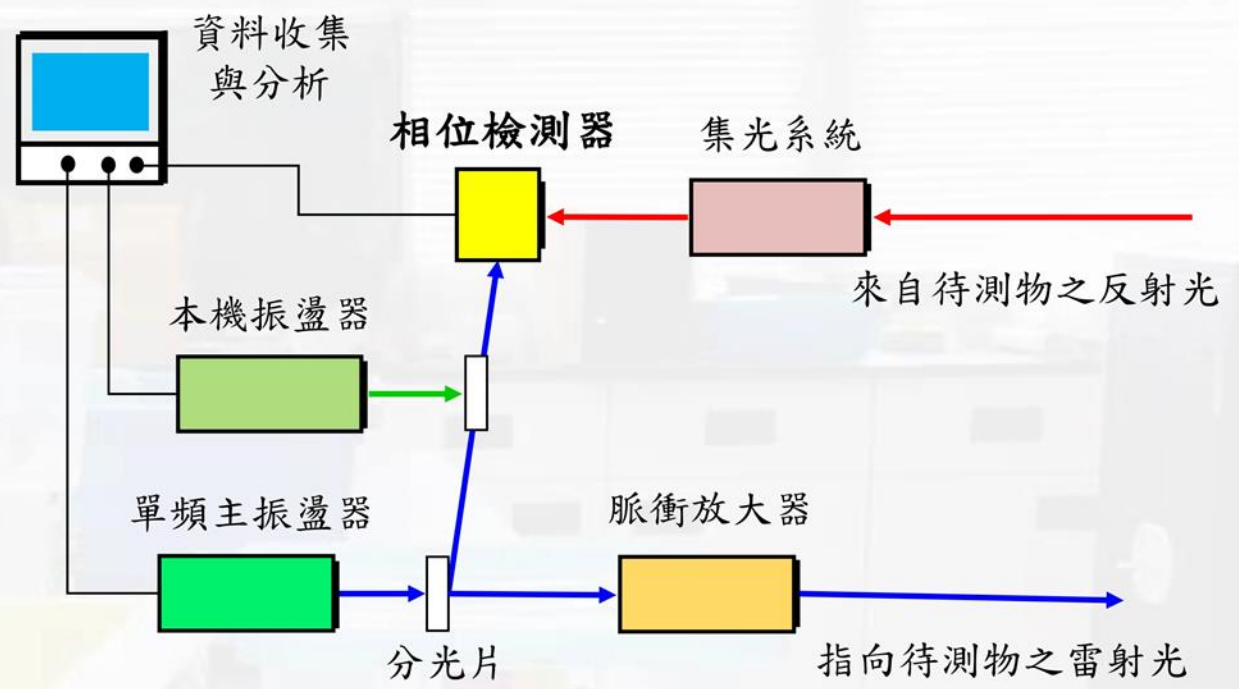 資料收集
與分析
相位檢測器
集光系統
來自待測物之反射光
本機振盪器
單頻主振盪器
脈衝放大器
分光片
指向待測物之雷射光